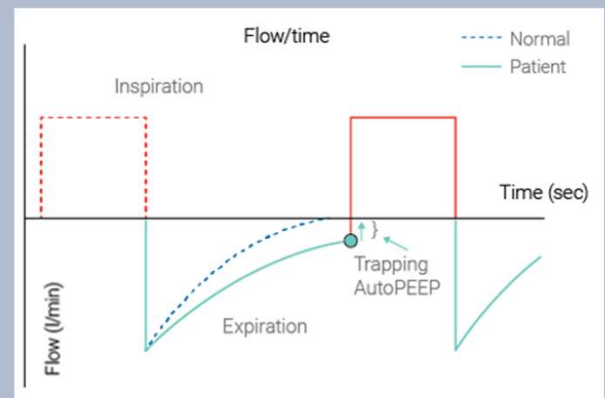 Flow/time
Normal
Patient
Inspiration
Time (sec)
}
Trapping
AutoPEEP
Expiration
Flow (l/min)